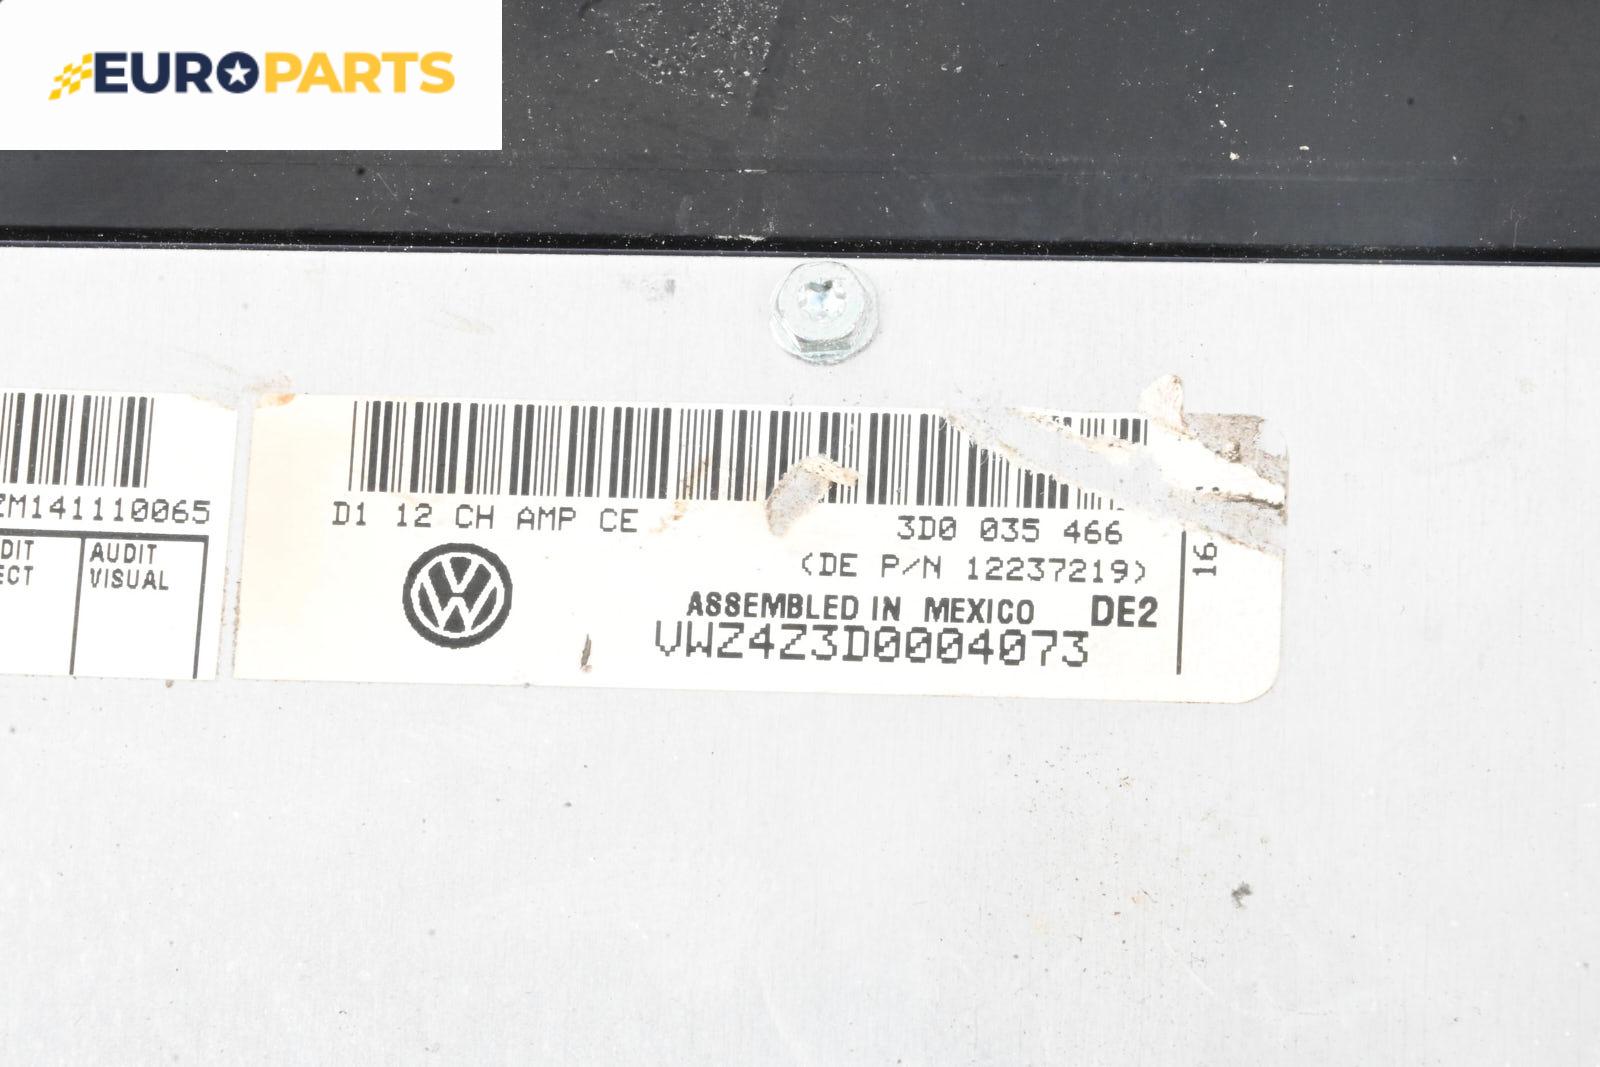 EUROPARTS
ZM141110065
DIT
ECT
AUDIT
VISUAL
D1 12 CH AMP CE
3D0 035 466
(DE P/N 12237219)
ASSEMBLED IN MEXICO DE2
VWZ4Z3D0004073
16